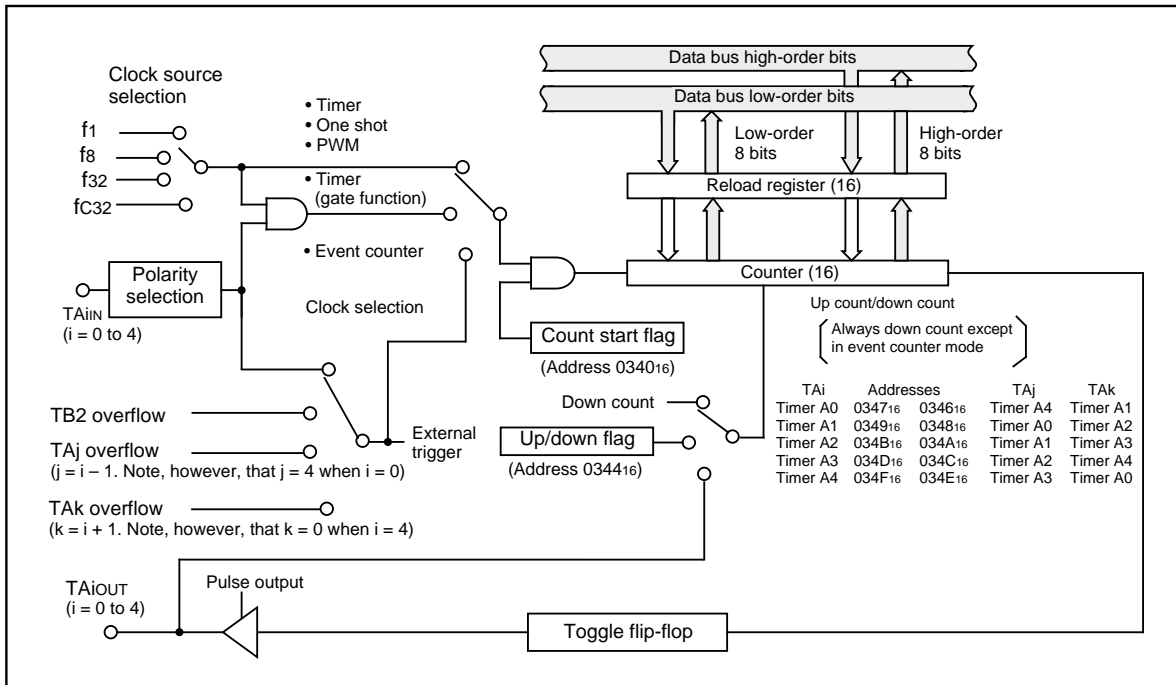 Data bus high-order bits
Data bus low-order bits
Clock source
selection
f1
f8
f32
fC32
• Timer
• One shot
• PWM
• Timer
(gate function)
• Event counter
Low-order
8 bits
High-order
8 bits
Reload register (16)
Counter (16)
Polarity
selection
TAiIN
(i = 0 to 4)
Clock selection
Count start flag
(Address 034016)
Up count/down count
Always down count except
in event counter mode
TB2 overflow
TAj overflow
(j = i – 1. Note, however, that j = 4 when i = 0)
TAk overflow
(k = i + 1. Note, however, that k = 0 when i = 4)
External
trigger
Down count
Up/down flag
(Address 034416)
TAi Addresses TAj TAk
Timer A0 034716 034616 Timer A4 Timer A1
Timer A1 034916 034816 Timer A0 Timer A2
Timer A2 034B16 034A16 Timer A1 Timer A3
Timer A3 034D16 034C16 Timer A2 Timer A4
Timer A4 034F16 034E16 Timer A3 Timer A0
TAiOUT
(i = 0 to 4)
Pulse output
Toggle flip-flop